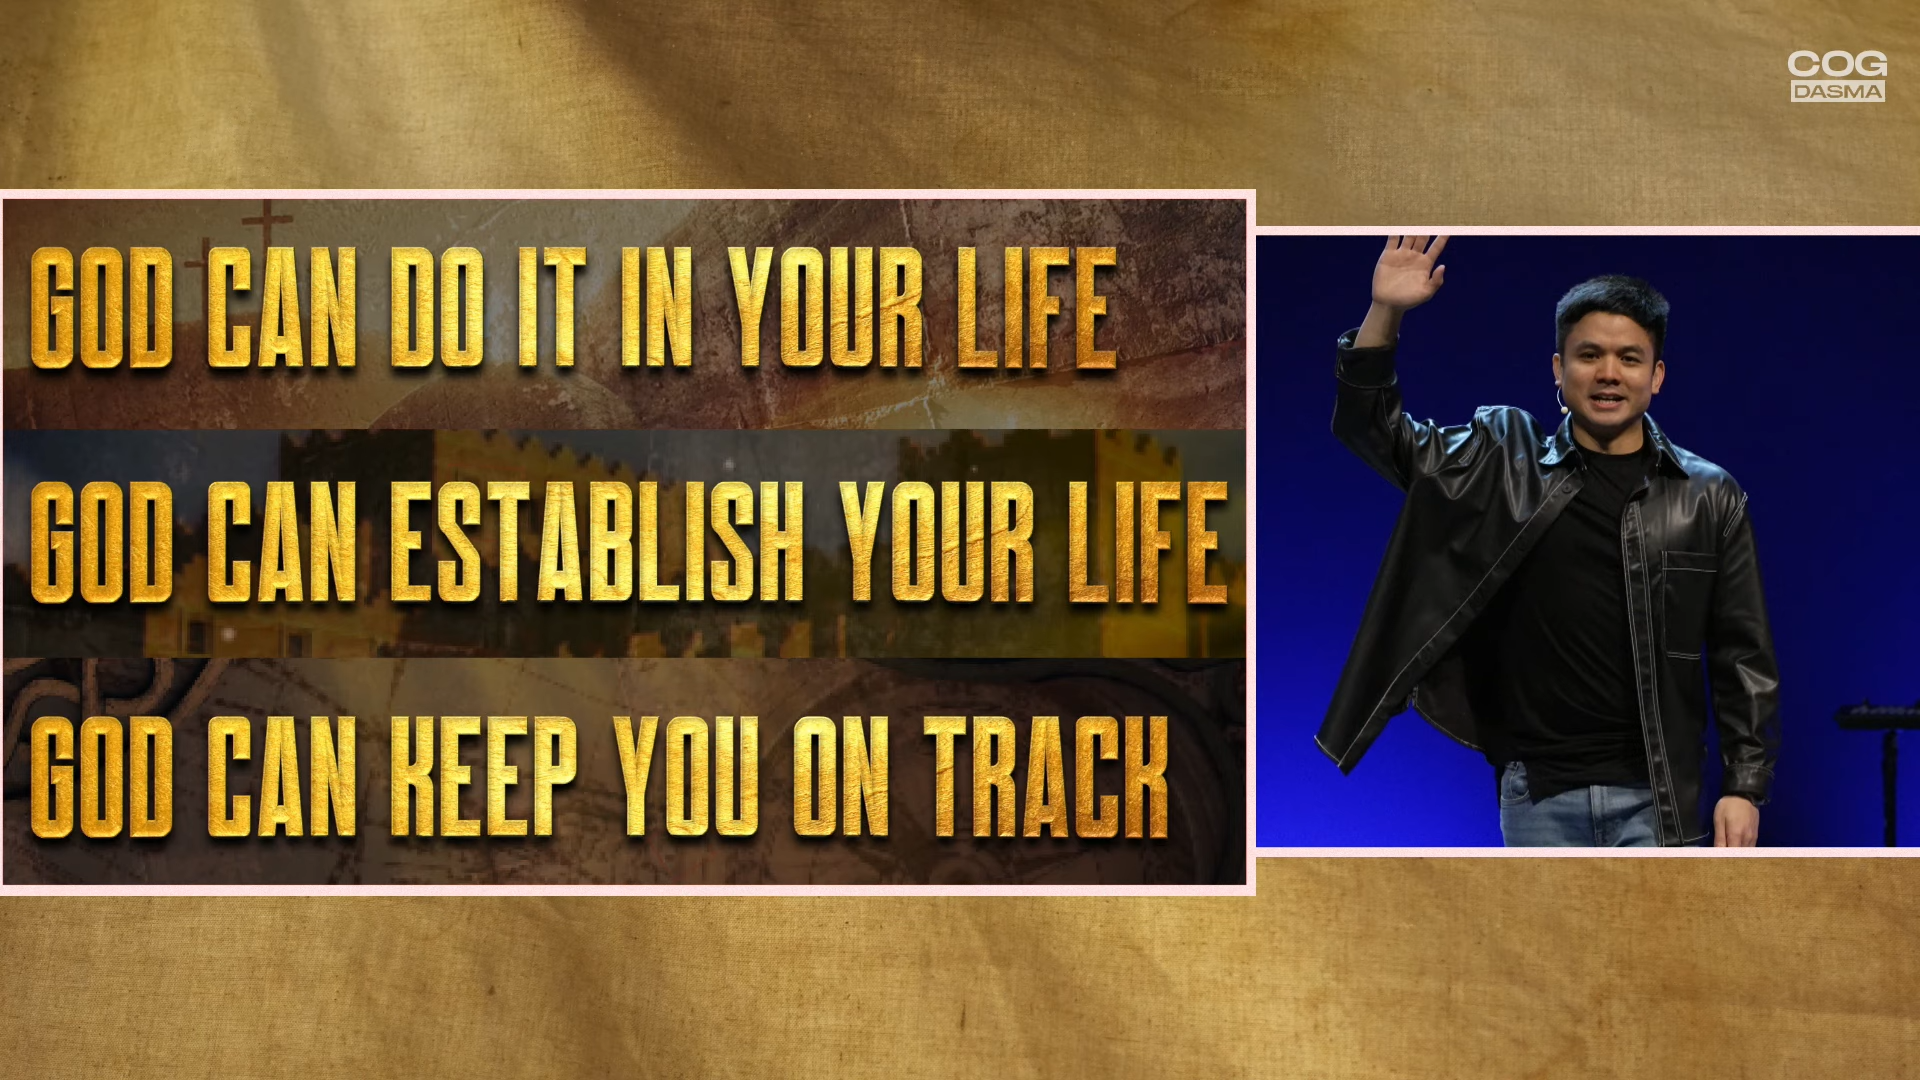 COG
DASMA
GOD CAN DO IT IN YOUR LIFE
GOD CAN ESTABLISH YOUR LIFE
GOD CAN KEEP YOU ON TRACK